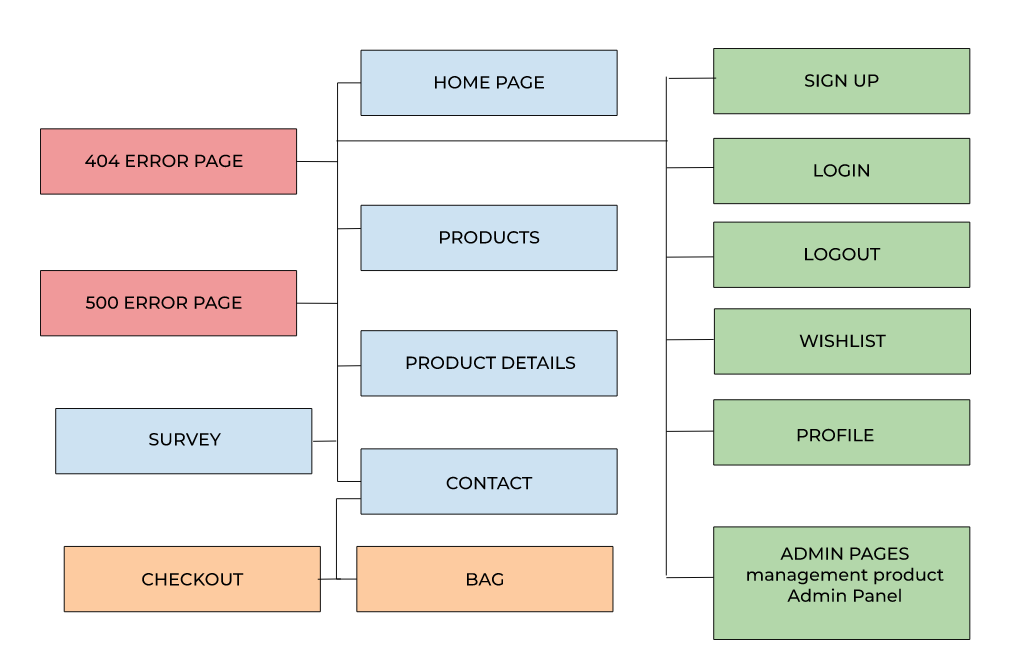 HOME PAGE
SIGN UP
404 ERROR PAGE
LOGIN
PRODUCTS
LOGOUT
500 ERROR PAGE
WISHLIST
PRODUCT DETAILS
SURVEY
PROFILE
CONTACT
CHECKOUT
BAG
ADMIN PAGES
management product
Admin Panel